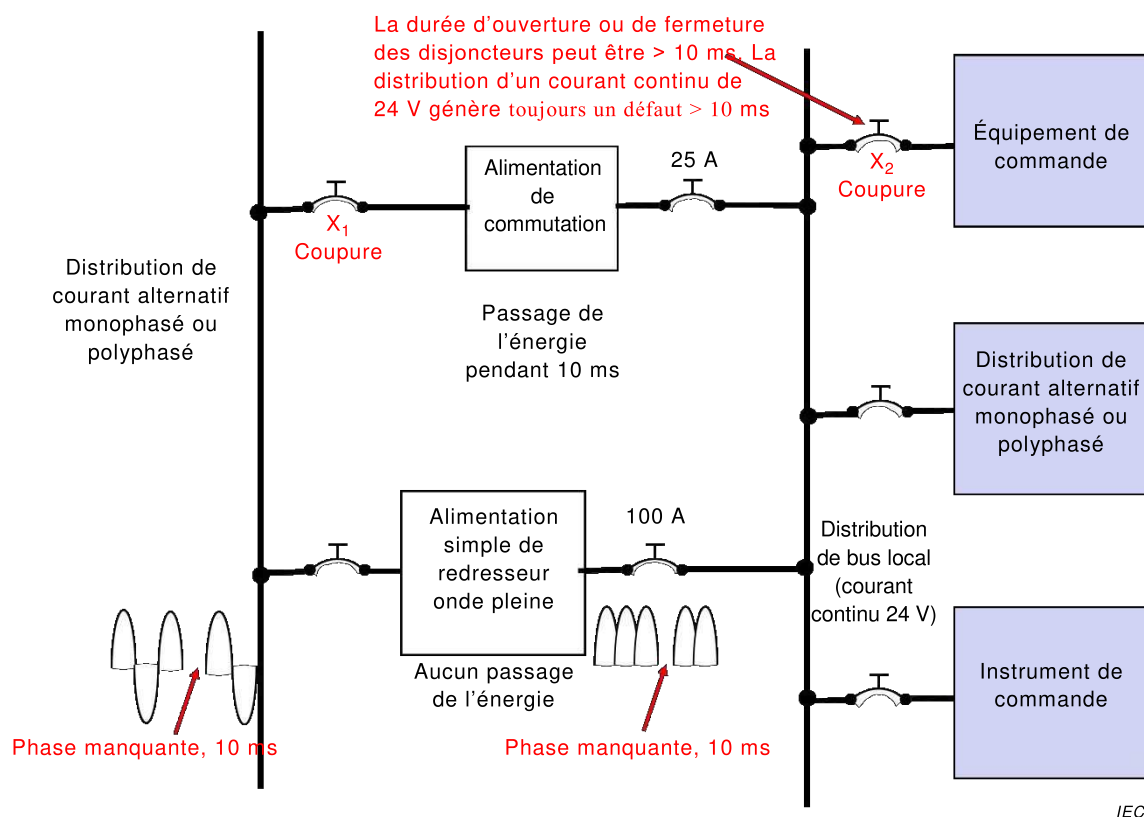 La durée d'ouverture ou de fermeture
des disjoncteurs peut être > 10 ms. La
distribution d'un courant continu de
24 V génère toujours un défaut > 10 ms
Équipement de
commande
X2
Coupure
25 A
Alimentation
de
commutation
X1
Coupure
Distribution de
courant alternatif
monophasé ou
polyphasé
Passage de
l'énergie
pendant 10 ms
Distribution de
courant alternatif
monophasé ou
polyphasé
100 A
Alimentation
simple de
redresseur
onde pleine
Distribution
de bus local
(courant
continu 24 V)
Aucun passage
de l'énergie
Instrument de
commande
Phase manquante, 10 ms
Phase manquante, 10 ms
IEC